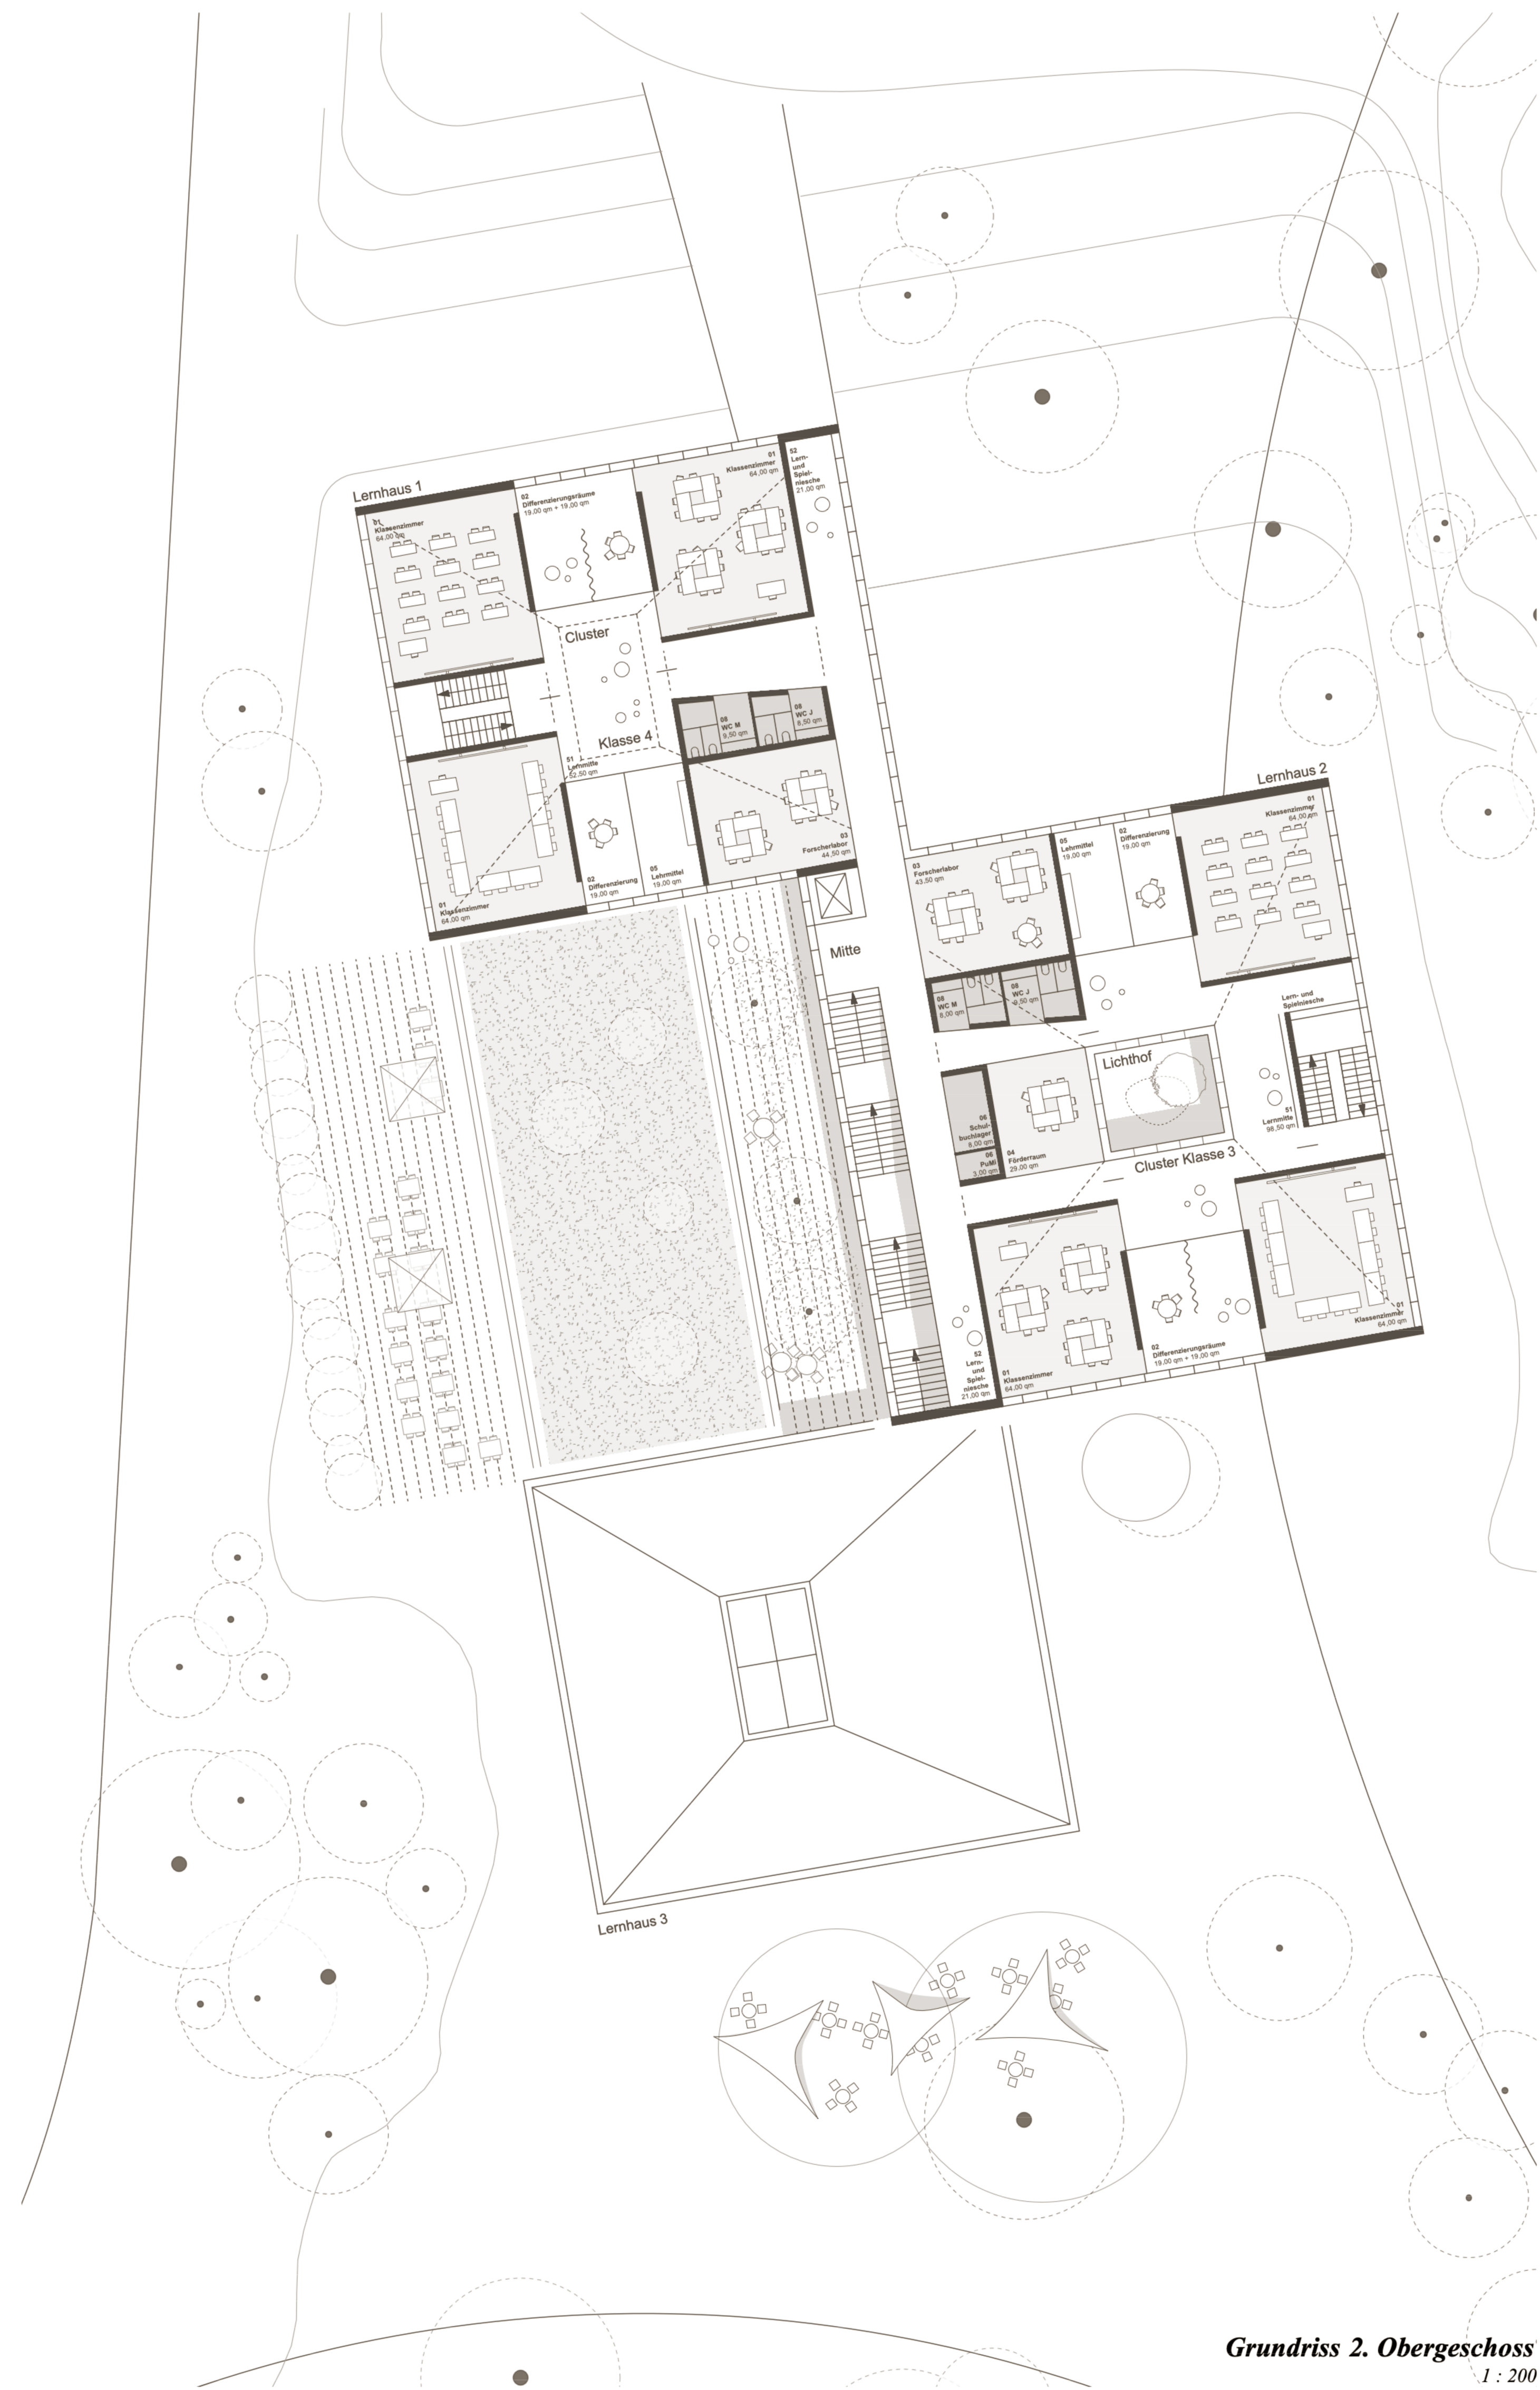 Lernhaus 1
01
Klassenzimmer
64,00 qm
02
Differenzierungsräume
19,00 qm + 19,00 qm
01
Klassenzimmer
64,00 qm
52
Lern-
und
Spiel-
niesche
21,00 qm
Cluster
Klasse 4
51
Lernmitte
52,50 qm
08
WC M
9,50 qm
08
WC J
8,50 qm
01
Klassenzimmer
64,00 qm
02
Differenzierung
19,00 qm
05
Lehrmittel
19,00 qm
03
Forscherlabor
44,50 qm
Mitte
Lernhaus 2
03
Forscherlabor
43,50 qm
05
Lehrmittel
19,00 qm
02
Differenzierung
19,00 qm
01
Klassenzimmer
64,00 qm
08
WC M
8,00 qm
08
WC J
9,50 qm
Lern- und
Spielniesche
Lichthof
51
Lernmitte
98,50 qm
06
Schul-
buchlager
8,00 qm
06
PuMi
3,00 qm
04
Förderraum
29,00 qm
Cluster Klasse 3
52
Lern-
und
Spiel-
niesche
21,00 qm
01
Klassenzimmer
64,00 qm
02
Differenzierungsräume
19,00 qm + 19,00 qm
01
Klassenzimmer
64,00 qm
Lernhaus 3
Grundriss 2. Obergeschoss
1 : 200